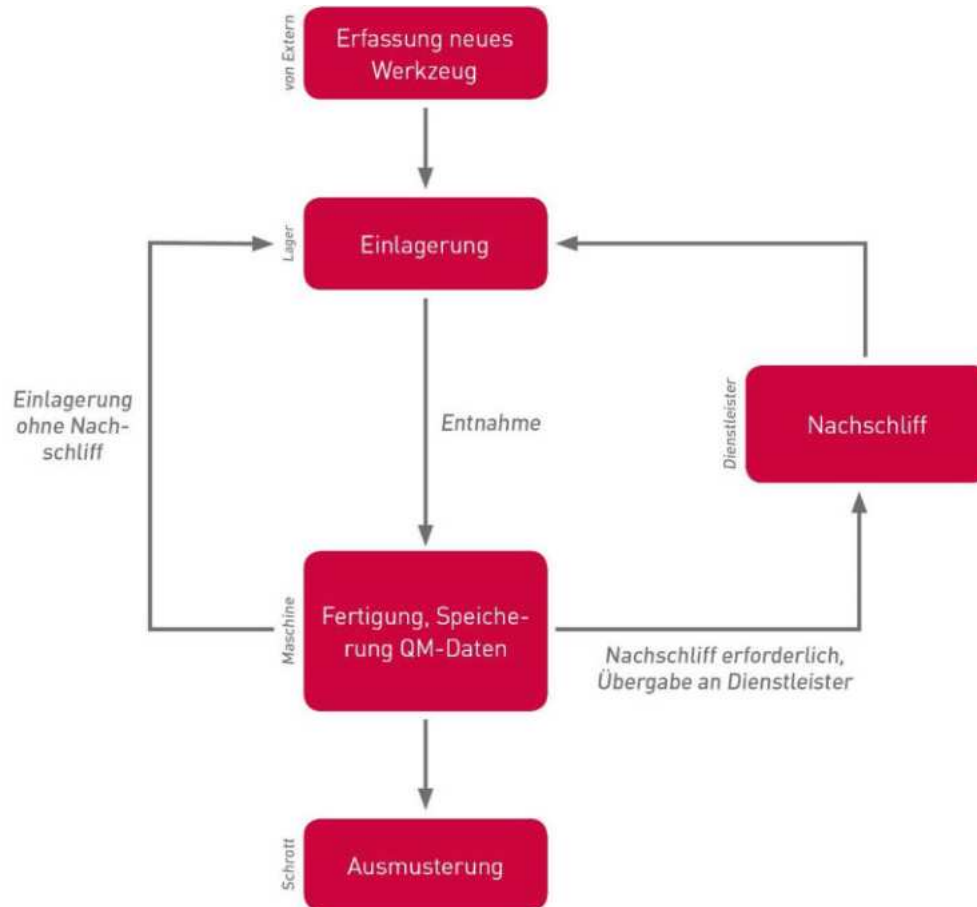 von Extern
Erfassung neues
Werkzeug
Lager
Einlagerung
Einlagerung
ohne Nach-
schliff
Entnahme
Dienstleister
Nachschliff
Maschine
Fertigung, Speiche-
rung QM-Daten
Nachschliff erforderlich,
Übergabe an Dienstleister
Schrott
Ausmusterung